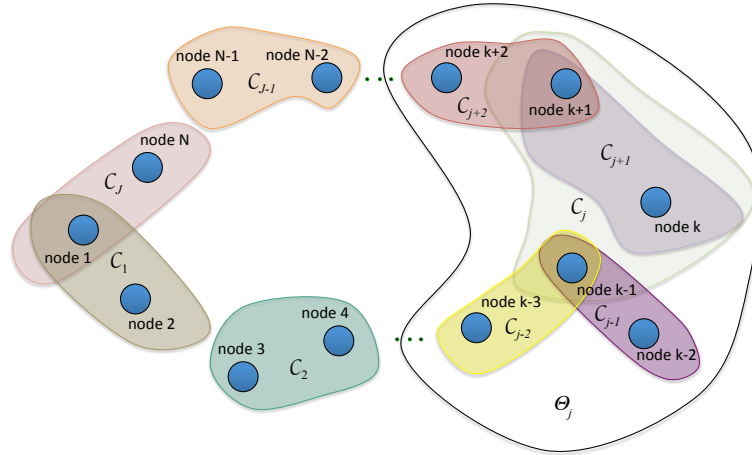 node N-1
node N-2
C_{J-1}
node k+2
C_{j+2}
node k+1
node N
C_J
C_{j+1}
node 1
C_1
C_j
node k
node 2
node k-1
node k-3
C_{j-2}
C_{j-1}
node k-2
node 4
node 3
C_2
Θ_j